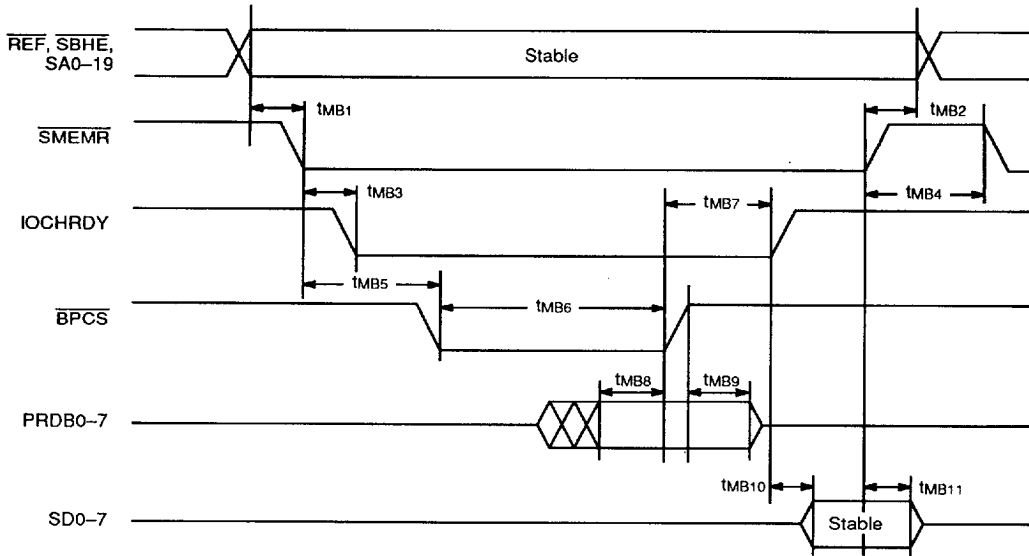 REF, SBHE,
SA0–19
Stable
tMB1
tMB2
SMEMR
tMB3
tMB4
tMB7
IOCHRDY
tMB5
tMB6
BPCS
tMB8
tMB9
PRDB0–7
tMB10
tMB11
SD0–7
Stable